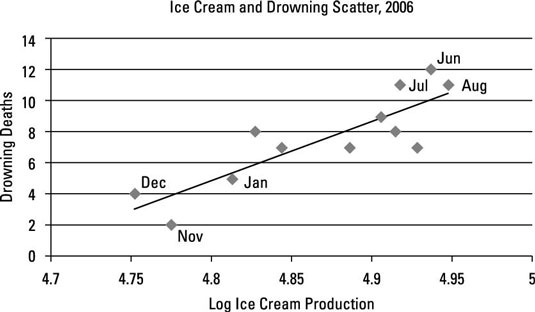 Ice Cream and Drowning Scatter, 2006
14
12
10
8
6
4
2
0
Drowning Deaths
Jun
Jul
Aug
Dec
Jan
Nov
4.7 4.75 4.8 4.85 4.9 4.95 5
Log Ice Cream Production